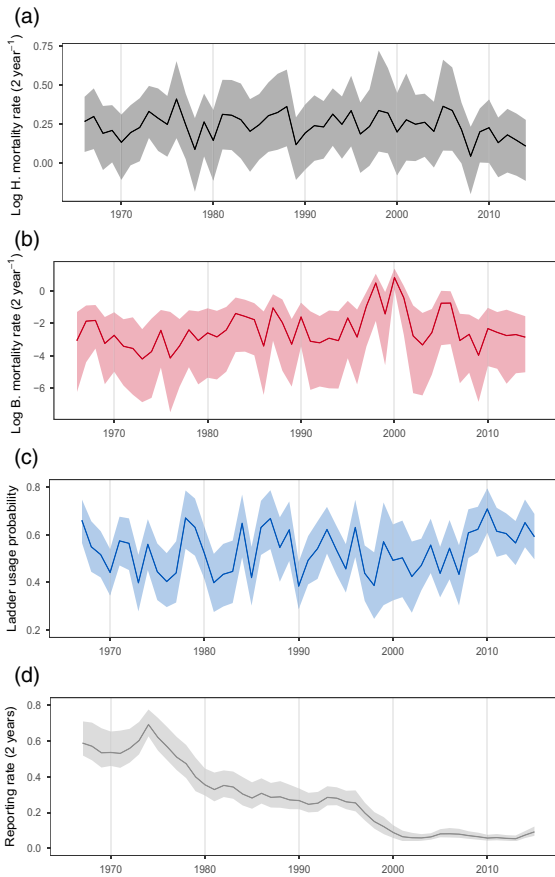 (a)
Log H. mortality rate (2 year⁻¹)
0.75
0.50
0.25
0.00
1970 1980 1990 2000 2010
(b)
Log B. mortality rate (2 year⁻¹)
0
−2
−4
−6
1970 1980 1990 2000 2010
(c)
Ladder usage probability
0.8
0.6
0.4
0.2
1970 1980 1990 2000 2010
(d)
Reporting rate (2 years)
0.8
0.6
0.4
0.2
0.0
1970 1980 1990 2000 2010